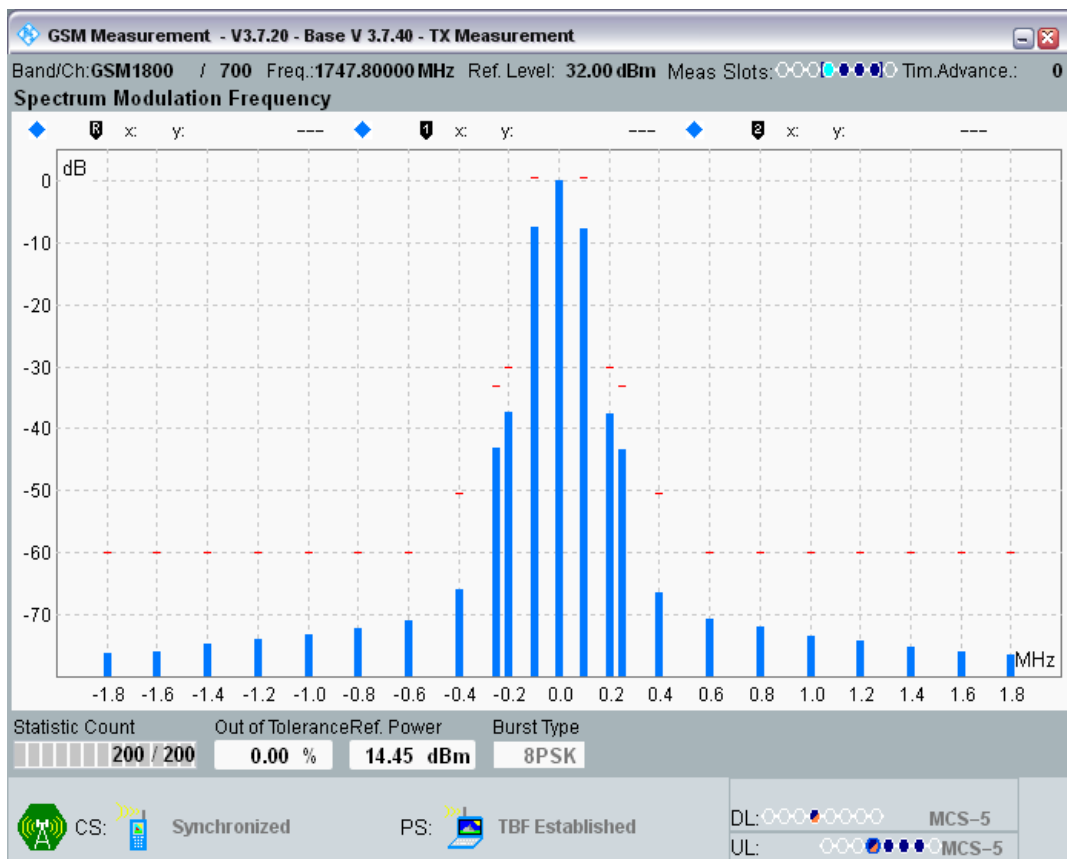 GSM Measurement - V3.7.20 - Base V 3.7.40 - TX Measurement
Band/Ch:GSM1800 / 700 Freq.:1747.80000 MHz Ref. Level: 32.00 dBm Meas Slots: Tim.Advance.: 0
Spectrum Modulation Frequency
R x: y: --- 1 x: y: --- 2 x: y: ---
dB
0
-10
-20
-30
-40
-50
-60
-70
MHz
-1.8 -1.6 -1.4 -1.2 -1.0 -0.8 -0.6 -0.4 -0.2 0.0 0.2 0.4 0.6 0.8 1.0 1.2 1.4 1.6 1.8
Statistic Count Out of Tolerance Ref. Power Burst Type
200 / 200 0.00 % 14.45 dBm 8PSK
CS: Synchronized PS: TBF Established
DL: MCS-5
UL: MCS-5